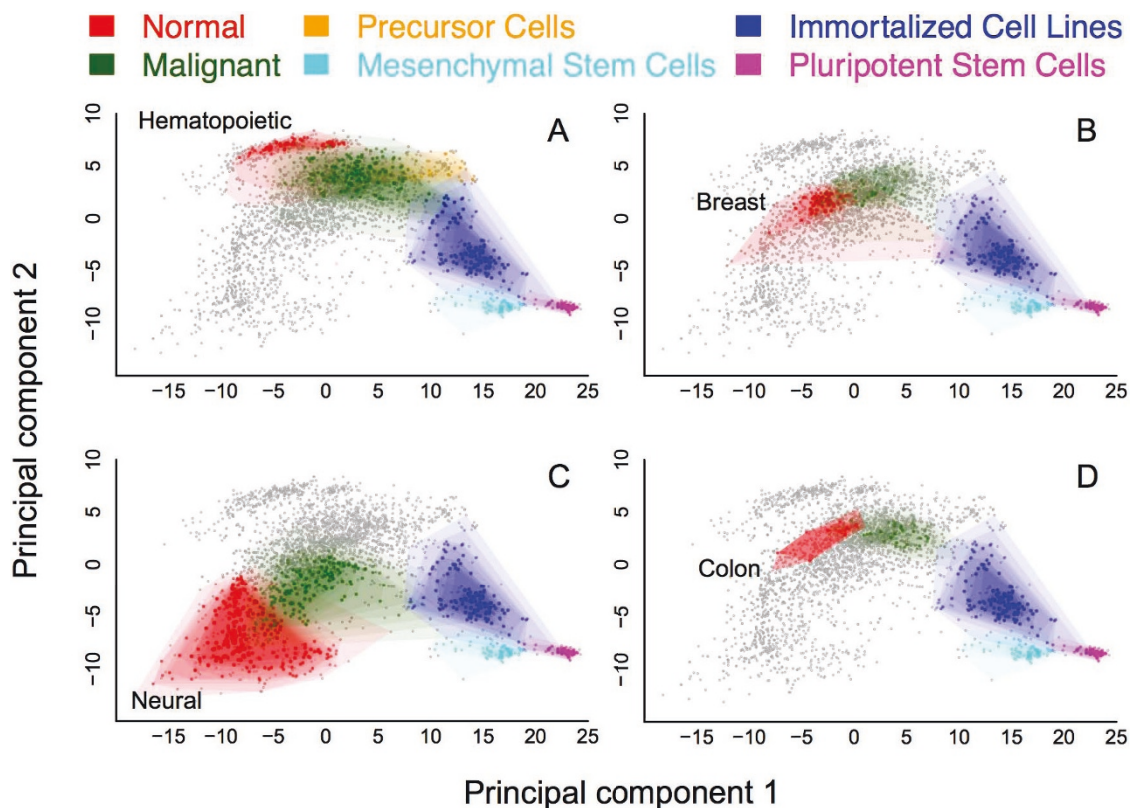 Normal Precursor Cells Immortalized Cell Lines
Malignant Mesenchymal Stem Cells Pluripotent Stem Cells
Hematopoietic A
10
5
0
−5
−10
−15 −10 −5 0 5 10 15 20 25
Breast B
10
5
0
−5
−10
−15 −10 −5 0 5 10 15 20 25
Neural C
10
5
0
−5
−10
−15 −10 −5 0 5 10 15 20 25
Colon D
10
5
0
−5
−10
−15 −10 −5 0 5 10 15 20 25
Principal component 2
Principal component 1